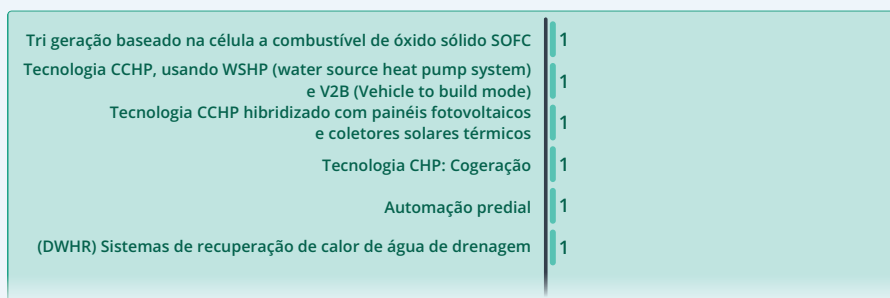 Tri geração baseado na célula a combustível de óxido sólido SOFC 1
Tecnologia CCHP, usando WSHP (water source heat pump system)
e V2B (Vehicle to build mode) 1
Tecnologia CCHP hibridizado com painéis fotovoltaicos
e coletores solares térmicos 1
Tecnologia CHP: Cogeração 1
Automação predial 1
(DWHR) Sistemas de recuperação de calor de água de drenagem 1